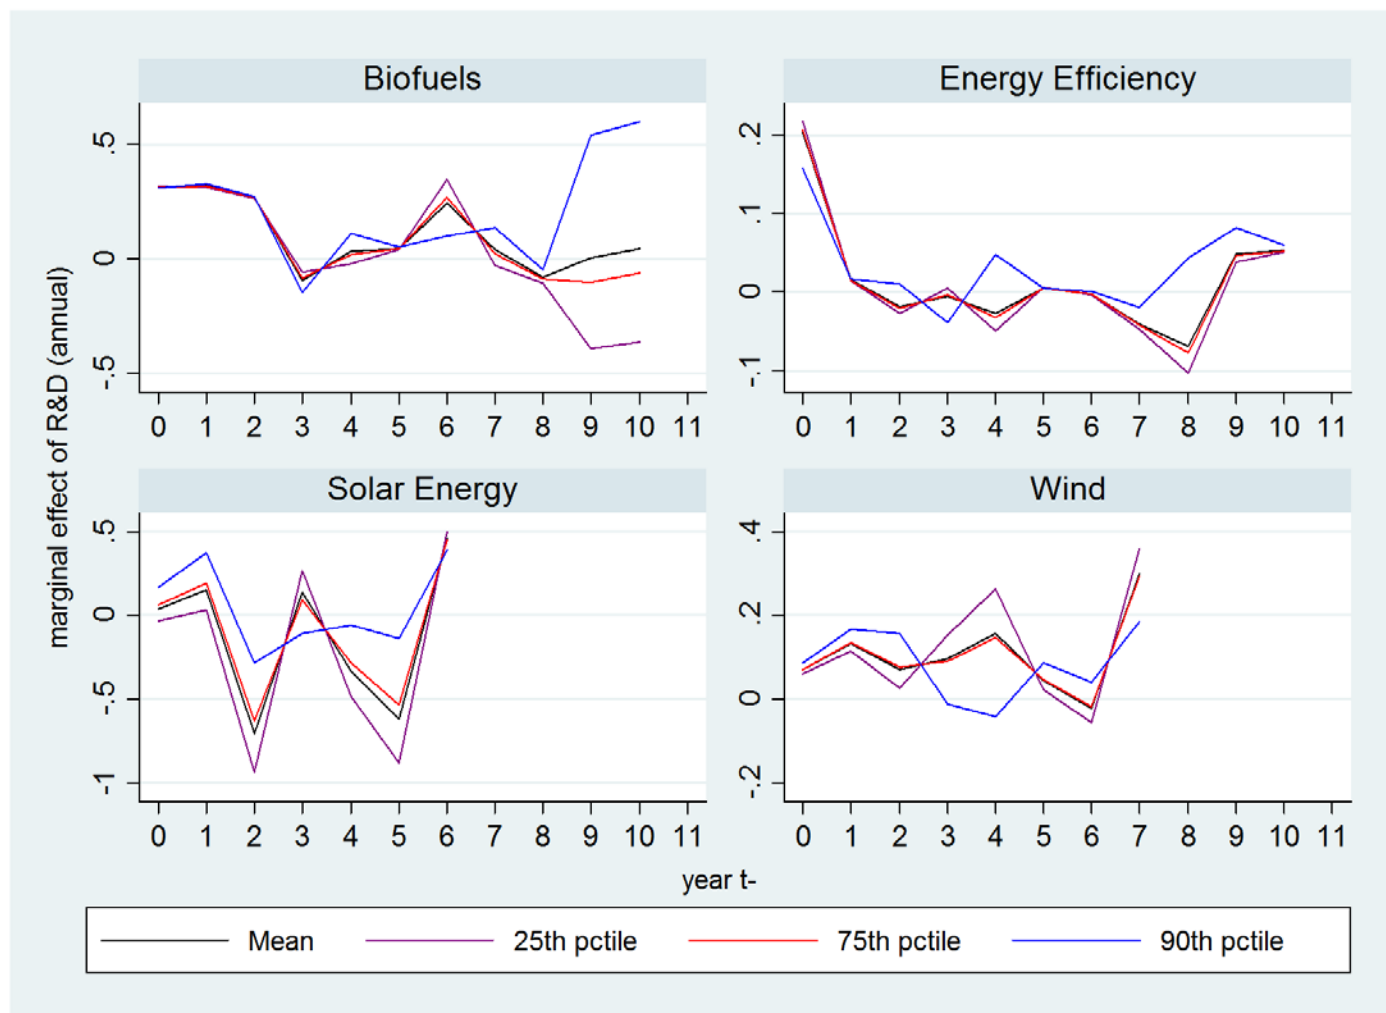 Biofuels
.5
0
-.5
0 1 2 3 4 5 6 7 8 9 10 11
Energy Efficiency
.2
.1
0
-.1
0 1 2 3 4 5 6 7 8 9 10 11
Solar Energy
.5
0
-.5
-1
0 1 2 3 4 5 6 7 8 9 10 11
Wind
.4
.2
0
-.2
0 1 2 3 4 5 6 7 8 9 10 11
marginal effect of R&D (annual)
year t-
Mean 25th pctile 75th pctile 90th pctile